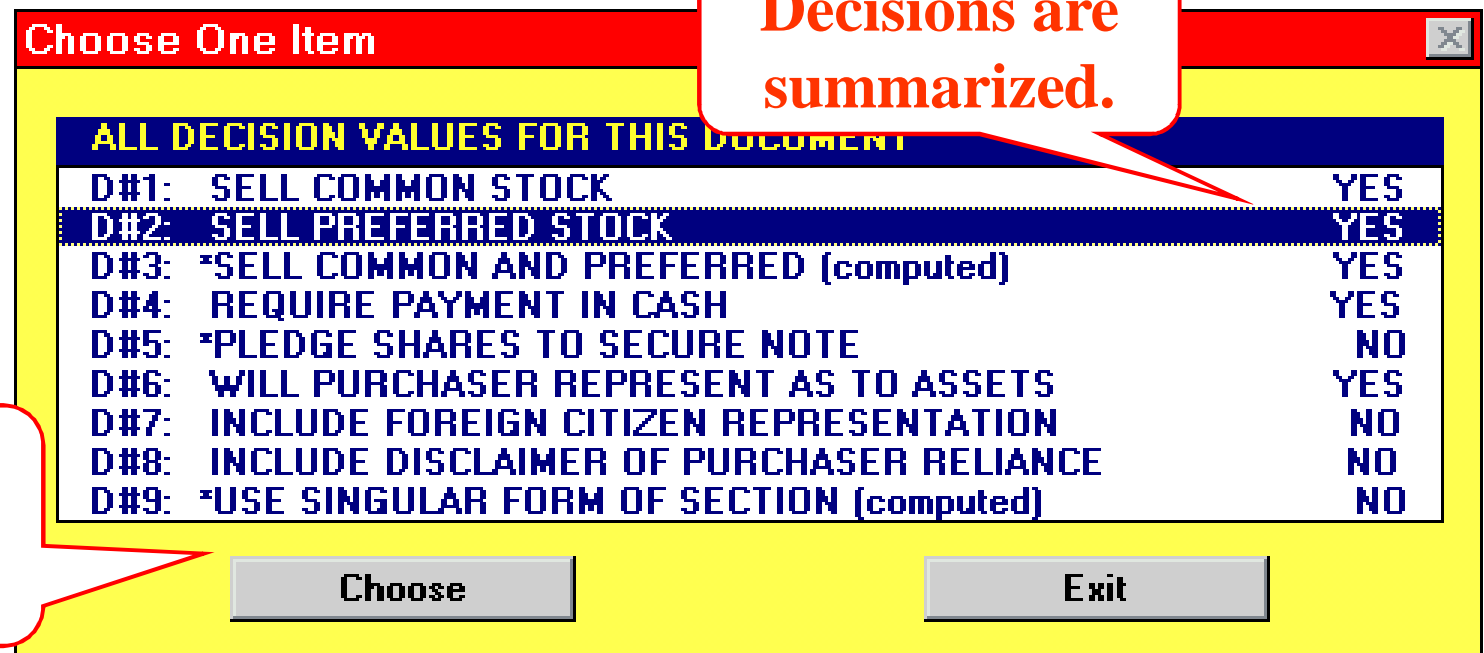 Decisions are
summarized.
Choose One Item
ALL DECISION VALUES FOR THIS DOCUMENT
D#1: SELL COMMON STOCK YES
D#2: SELL PREFERRED STOCK YES
D#3: *SELL COMMON AND PREFERRED (computed) YES
D#4: REQUIRE PAYMENT IN CASH YES
D#5: *PLEDGE SHARES TO SECURE NOTE NO
D#6: WILL PURCHASER REPRESENT AS TO ASSETS YES
D#7: INCLUDE FOREIGN CITIZEN REPRESENTATION NO
D#8: INCLUDE DISCLAIMER OF PURCHASER RELIANCE NO
D#9: *USE SINGULAR FORM OF SECTION (computed) NO
Choose Exit